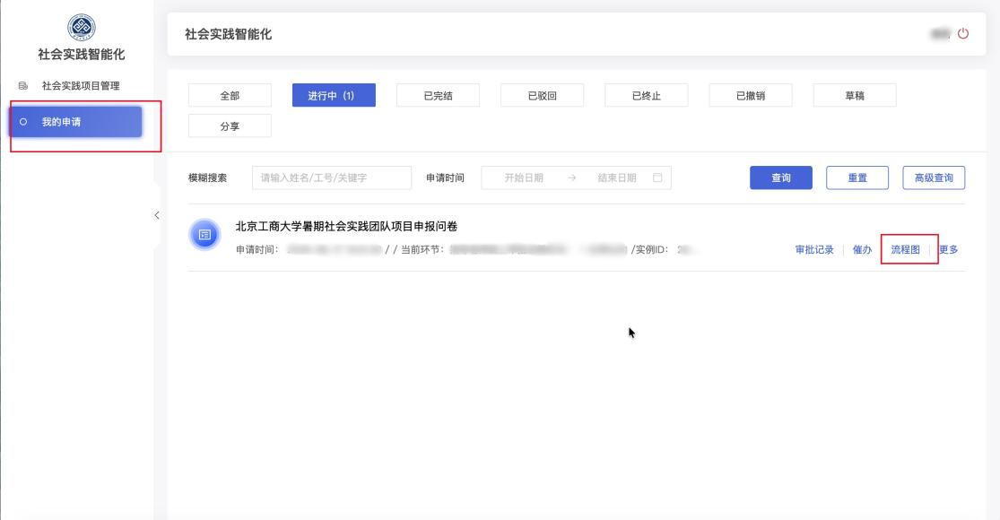 社会实践智能化
社会实践项目管理
我的申请
社会实践智能化
全部 进行中（1） 已完结 已驳回 已终止 已撤销 草稿
分享
模糊搜索 请输入姓名/工号/关键字 申请时间 开始日期 → 结束日期 查询 重置 高级查询
北京工商大学暑期社会实践团队项目申报问卷
申请时间： / / 当前环节： /实例ID： 审批记录 催办 流程图 更多